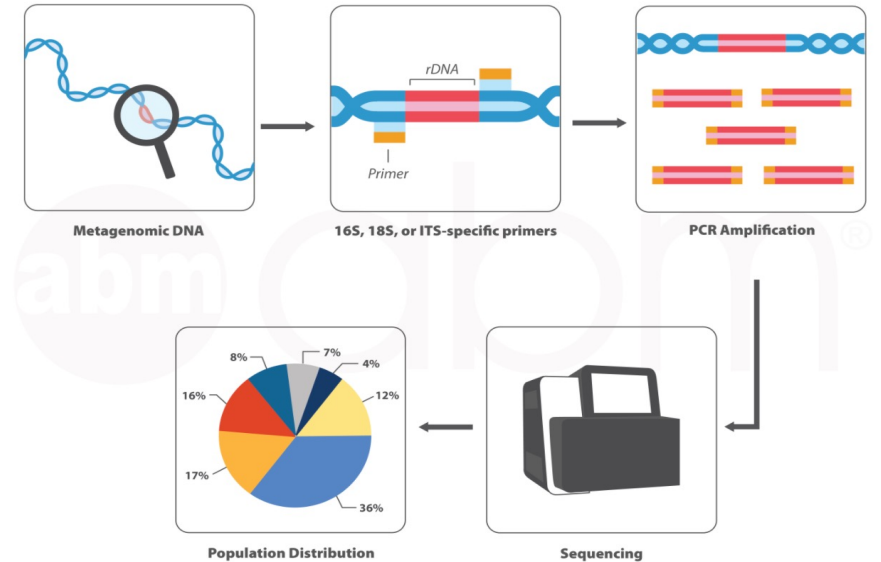 rDNA
Primer
Metagenomic DNA
16S, 18S, or ITS-specific primers
PCR Amplification
abm
abm®
7%
8%
4%
16%
12%
17%
36%
Population Distribution
Sequencing